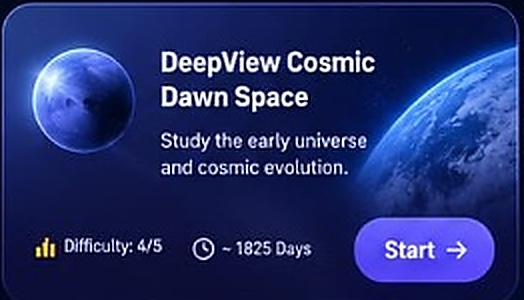 DeepView Cosmic
Dawn Space
Study the early universe
and cosmic evolution.
Difficulty: 4/5
~ 1825 Days
Start →